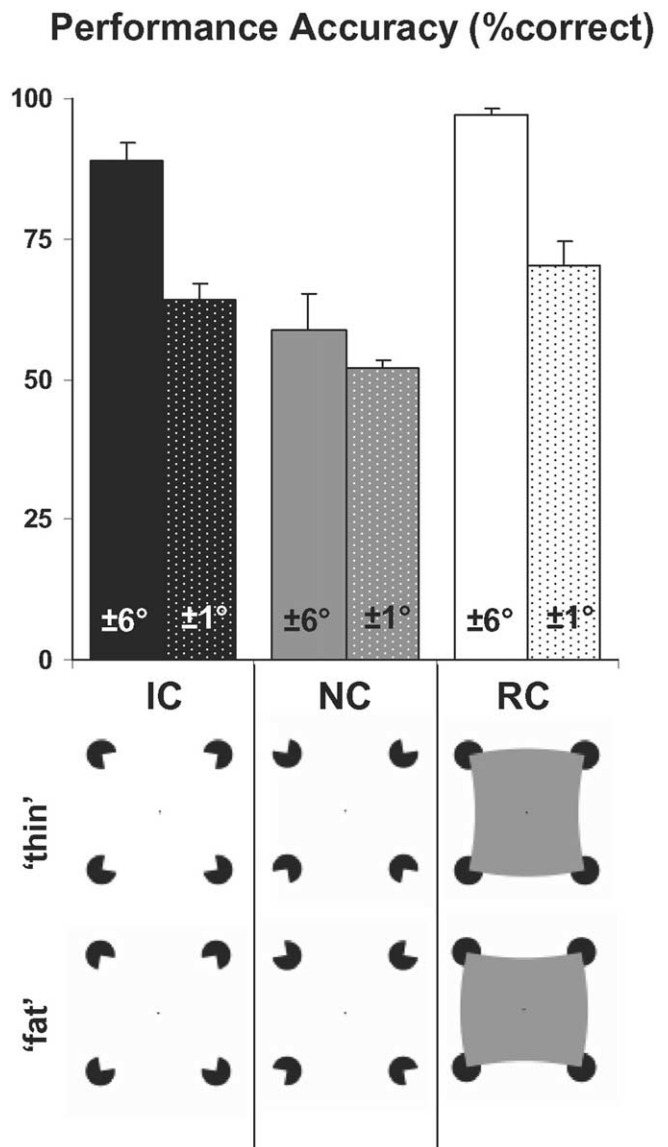 Performance Accuracy (%correct)
100
75
50
25
0
±6° ±1° ±6° ±1° ±6° ±1°
IC NC RC
'thin'
'fat'